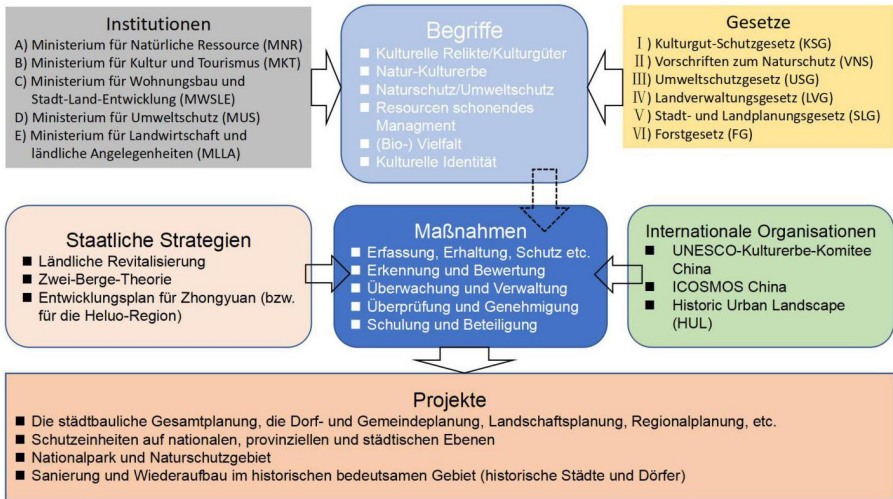 Institutionen
A) Ministerium für Natürliche Ressource (MNR)
B) Ministerium für Kultur und Tourismus (MKT)
C) Ministerium für Wohnungsbau und
Stadt-Land-Entwicklung (MWSLE)
D) Ministerium für Umweltschutz (MUS)
E) Ministerium für Landwirtschaft und
ländliche Angelegenheiten (MLLA)
Begriffe
■ Kulturelle Relikte/Kulturgüter
■ Natur-Kulturerbe
■ Naturschutz/Umweltschutz
■ Resourcen schonendes
Managment
■ (Bio-) Vielfalt
■ Kulturelle Identität
Gesetze
Ⅰ) Kulturgut-Schutzgesetz (KSG)
Ⅱ) Vorschriften zum Naturschutz (VNS)
Ⅲ) Umweltschutzgesetz (USG)
Ⅳ) Landverwaltungsgesetz (LVG)
Ⅴ) Stadt- und Landplanungsgesetz (SLG)
Ⅵ) Forstgesetz (FG)
Staatliche Strategien
■ Ländliche Revitalisierung
■ Zwei-Berge-Theorie
■ Entwicklungsplan für Zhongyuan (bzw.
für die Heluo-Region)
Maßnahmen
■ Erfassung, Erhaltung, Schutz etc.
■ Erkennung und Bewertung
■ Überwachung und Verwaltung
■ Überprüfung und Genehmigung
■ Schulung und Beteiligung
Internationale Organisationen
■ UNESCO-Kulturerbe-Komitee
China
■ ICOSMOS China
■ Historic Urban Landscape
(HUL)
Projekte
■ Die städtbauliche Gesamtplanung, die Dorf- und Gemeindeplanung, Landschaftsplanung, Regionalplanung, etc.
■ Schutzeinheiten auf nationalen, provinziellen und städtischen Ebenen
■ Nationalpark und Naturschutzgebiet
■ Sanierung und Wiederaufbau im historischen bedeutsamen Gebiet (historische Städte und Dörfer)